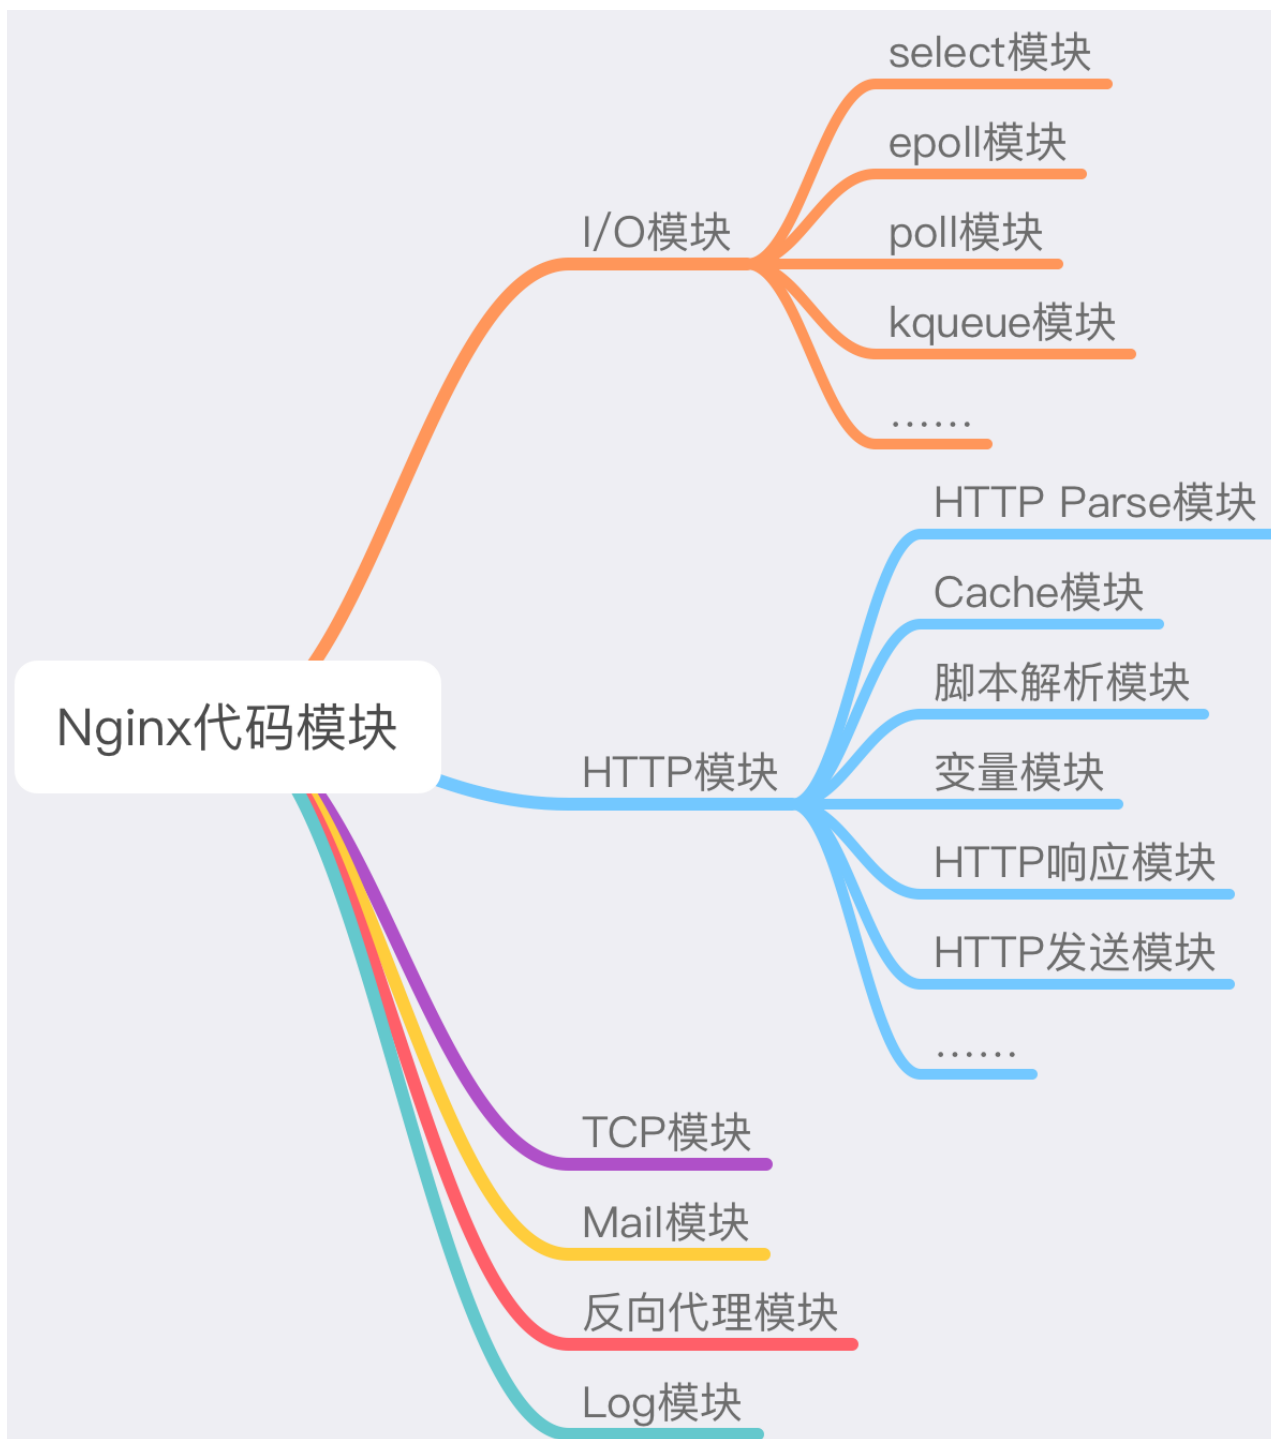 select模块
epoll模块
I/O模块
poll模块
kqueue模块
……
HTTP Parse模块
Cache模块
脚本解析模块
Nginx代码模块
HTTP模块
变量模块
HTTP响应模块
HTTP发送模块
……
TCP模块
Mail模块
反向代理模块
Log模块